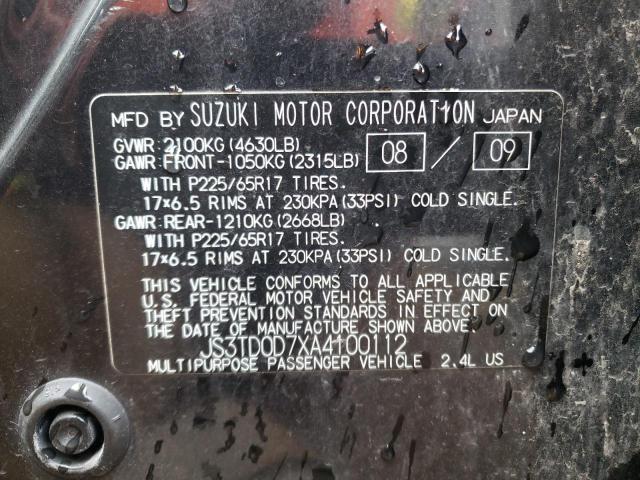 MFD BY SUZUKI MOTOR CORPORATION JAPAN
GVWR:2100KG(4630LB)
GAWR:FRONT-1050KG(2315LB) 08 / 09
WITH P225/65R17 TIRES.
17×6.5 RIMS AT 230KPA(33PSI) COLD SINGLE.
GAWR:REAR-1210KG(2668LB)
WITH P225/65R17 TIRES.
17×6.5 RIMS AT 230KPA(33PSI) COLD SINGLE.
THIS VEHICLE CONFORMS TO ALL APPLICABLE
U.S. FEDERAL MOTOR VEHICLE SAFETY AND
THEFT PREVENTION STANDARDS IN EFFECT ON
THE DATE OF MANUFACTURE SHOWN ABOVE.
JS3TD0D7XA4100112
MULTIPURPOSE PASSENGER VEHICLE 2.4L US